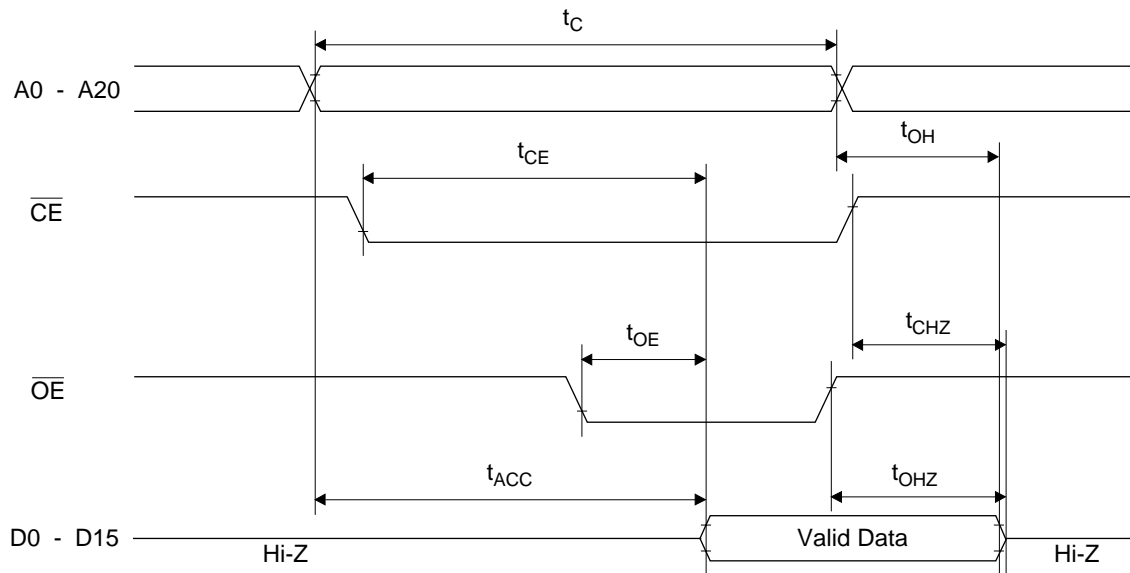 tC
A0 - A20
tOH
tCE
CE
tCHZ
tOE
OE
tACC
tOHZ
D0 - D15
Valid Data
Hi-Z
Hi-Z